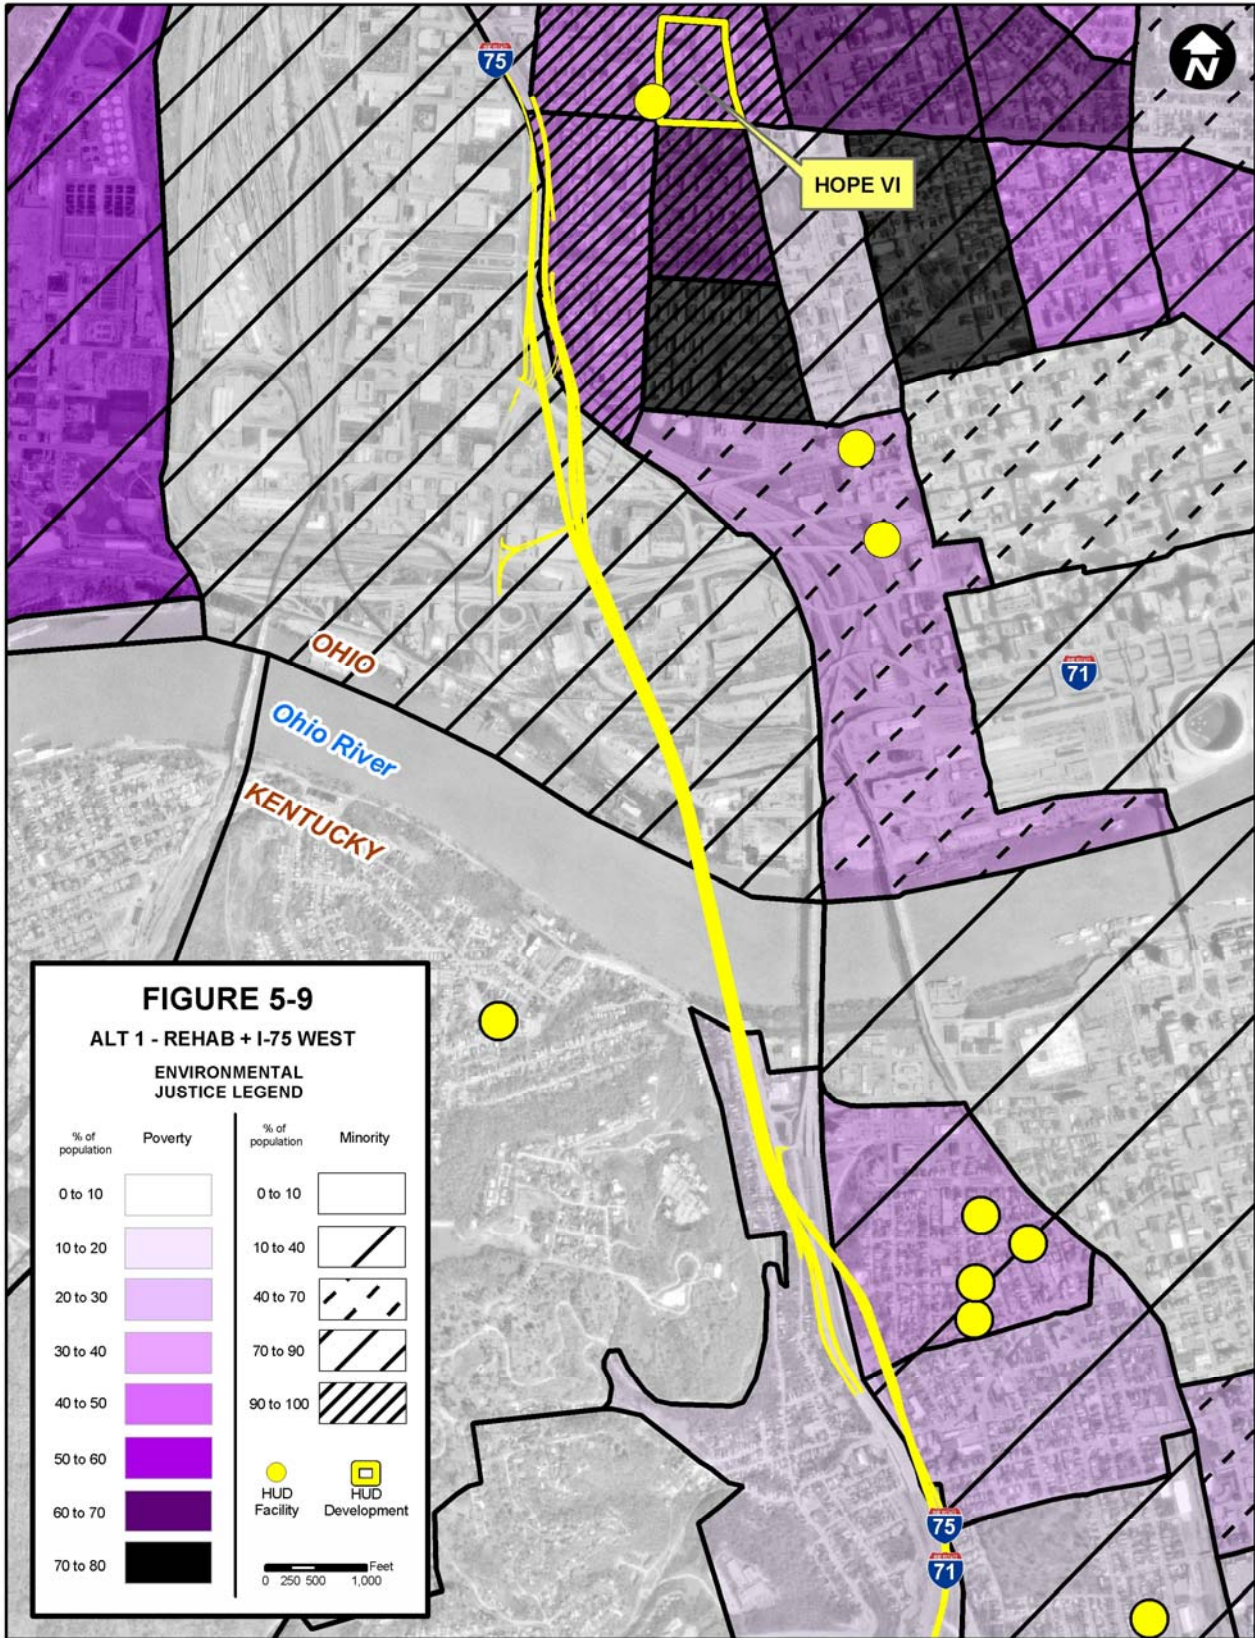 75
N
HOPE VI
71
OHIO
Ohio River
KENTUCKY
FIGURE 5-9
ALT 1 - REHAB + I-75 WEST
ENVIRONMENTAL
JUSTICE LEGEND
% of
population
Poverty
0 to 10
10 to 20
20 to 30
30 to 40
40 to 50
50 to 60
60 to 70
70 to 80
% of
population
Minority
0 to 10
10 to 40
40 to 70
70 to 90
90 to 100
HUD
Facility
HUD
Development
Feet
0 250 500 1,000
75
71